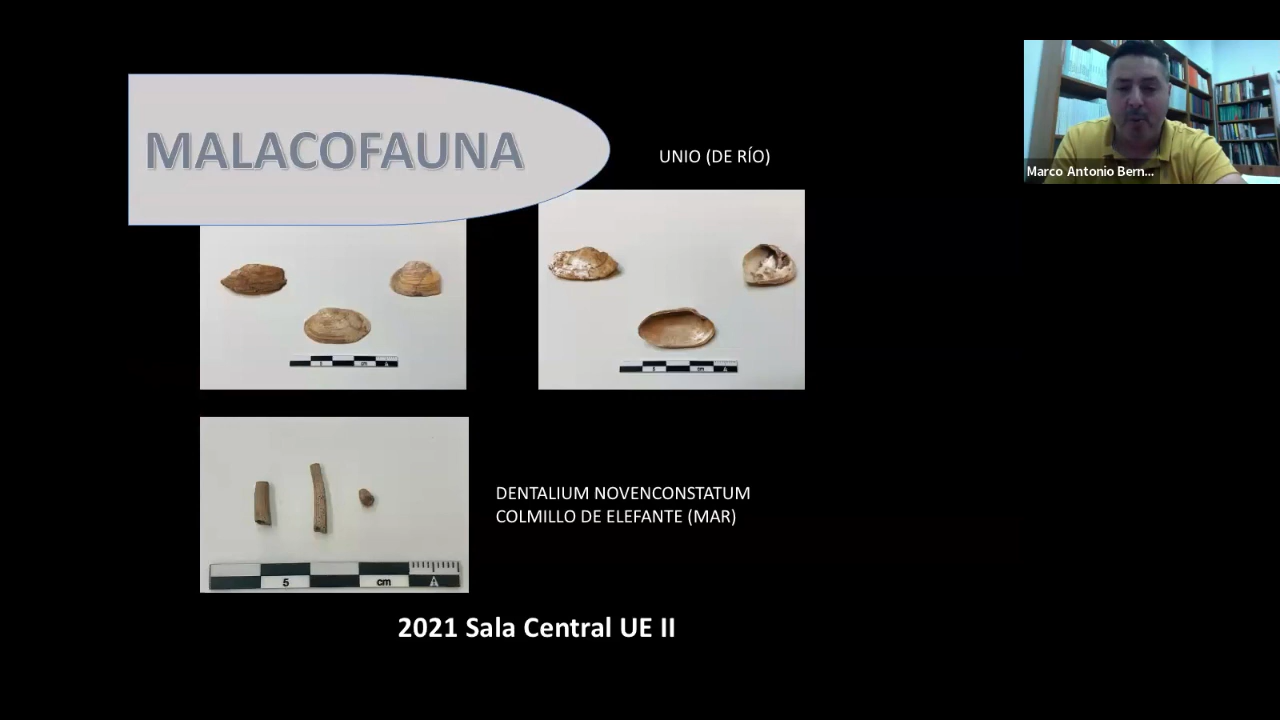 MALACOFAUNA
UNIO (DE RÍO)
Marco Antonio Bern...
DENTALIUM NOVENCONSTATUM
COLMILLO DE ELEFANTE (MAR)
5 cm A
2021 Sala Central UE II